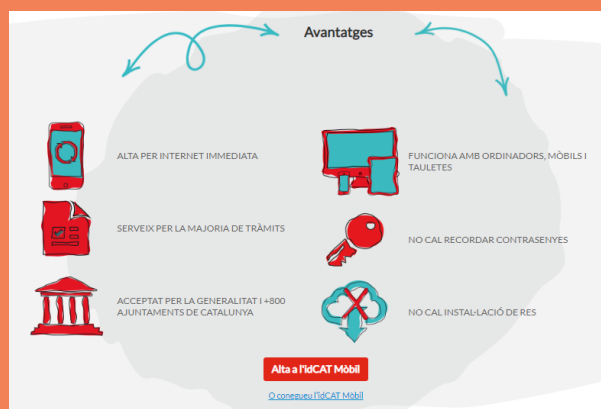 Avantatges
ALTA PER INTERNET IMMEDIATA
FUNCIONA AMB ORDINADORS, MÒBILS I
TAULETES
SERVEIX PER LA MAJORIA DE TRÀMITS
NO CAL RECORDAR CONTRASENYES
ACCEPTAT PER LA GENERALITAT I +800
AJUNTAMENTS DE CATALUNYA
NO CAL INSTAL·LACIÓ DE RES
Alta a l'idCAT Mòbil
O conegueu l'idCAT Mòbil